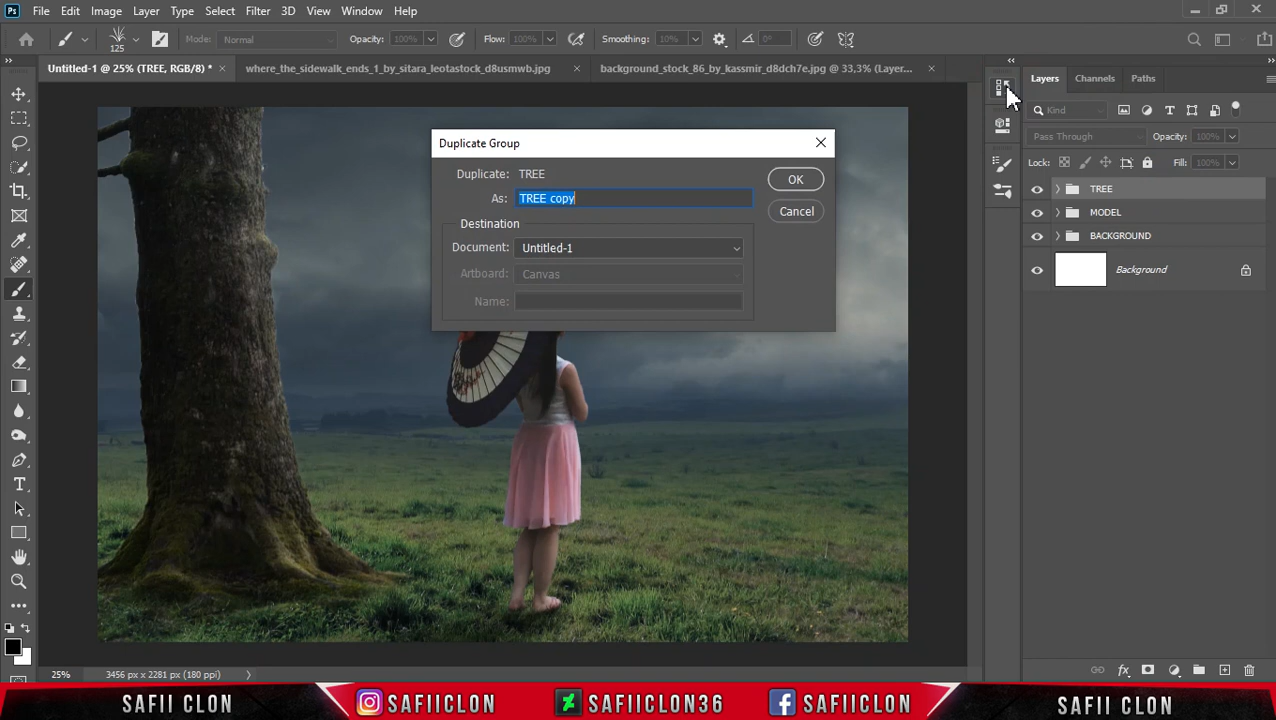 Ps File Edit Image Layer Type Select Filter 3D View Window Help
125 Mode: Normal Opacity: 100% Flow: 100% Smoothing: 10% 0°
Untitled-1 @ 25% (TREE, RGB/8) * × where_the_sidewalk_ends_1_by_sitara_leotastock_d8usmwb.jpg × background_stock_86_by_kassmir_d8dch7e.jpg @ 33,3% (Layer... ×
Layers Channels Paths
Kind
Pass Through Opacity: 100%
Lock: Fill: 100%
TREE
MODEL
BACKGROUND
Background
Duplicate Group
Duplicate: TREE
As: TREE copy
OK
Cancel
Destination
Document: Untitled-1
Artboard: Canvas
Name:
25% 3456 px x 2281 px (180 ppi)
SAFII CLON SAFIICLON SAFIICLON36 SAFIICLON SAFII CLON